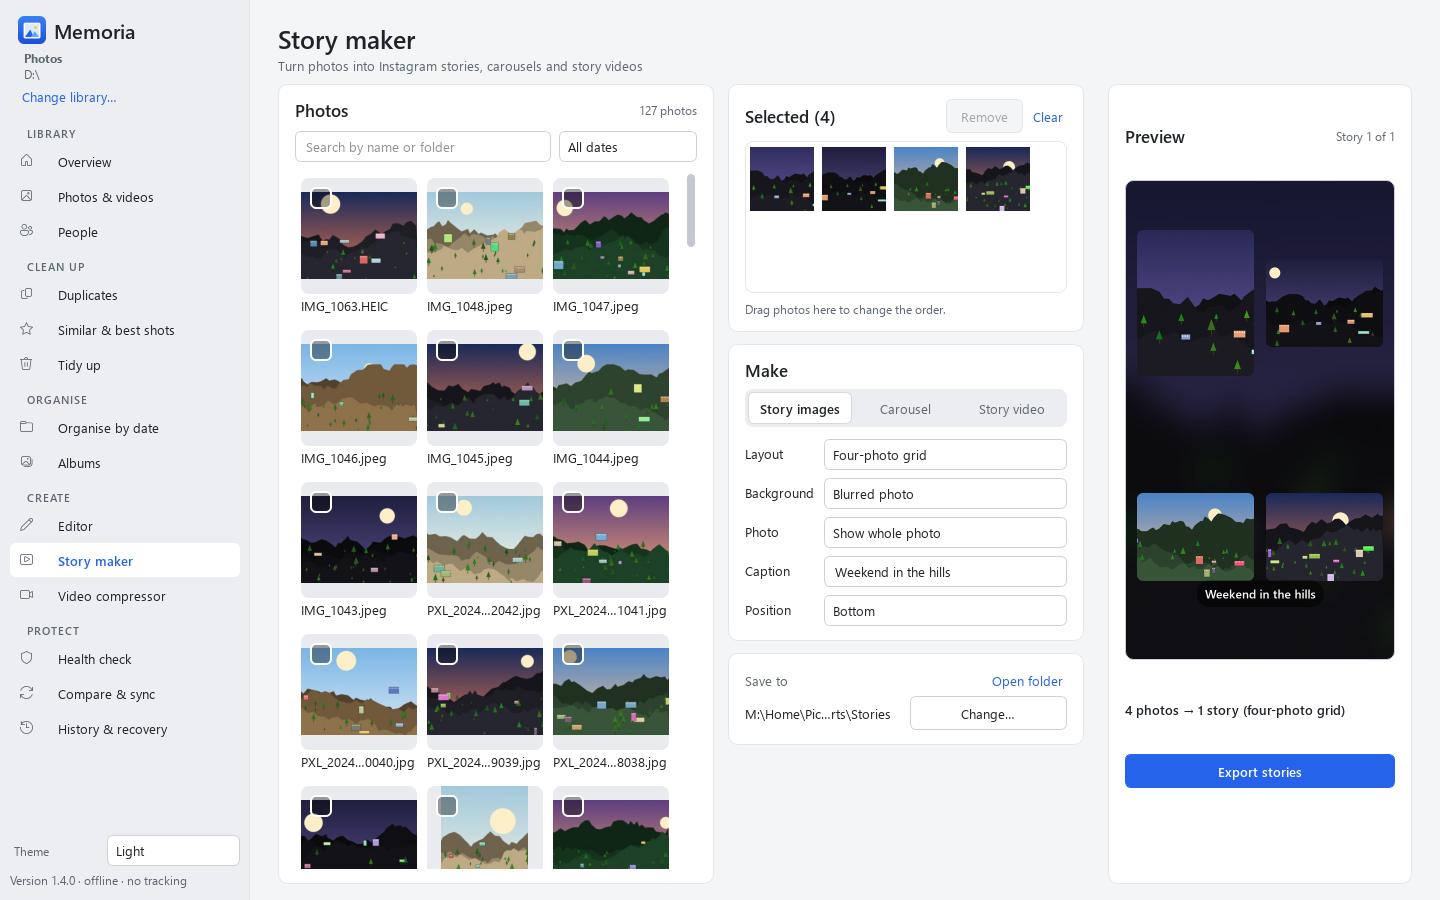 Memoria
Photos
D:\
Change library...
LIBRARY
Overview
Photos & videos
People
CLEAN UP
Duplicates
Similar & best shots
Tidy up
ORGANISE
Organise by date
Albums
CREATE
Editor
Story maker
Video compressor
PROTECT
Health check
Compare & sync
History & recovery
Theme
Light
Version 1.4.0 · offline · no tracking
Story maker
Turn photos into Instagram stories, carousels and story videos
Photos
127 photos
Search by name or folder
All dates
IMG_1063.HEIC
IMG_1048.jpeg
IMG_1047.jpeg
IMG_1046.jpeg
IMG_1045.jpeg
IMG_1044.jpeg
IMG_1043.jpeg
PXL_2024...2042.jpg
PXL_2024...1041.jpg
PXL_2024...0040.jpg
PXL_2024...9039.jpg
PXL_2024...8038.jpg
Selected (4)
Remove
Clear
Drag photos here to change the order.
Make
Story images
Carousel
Story video
Layout
Four-photo grid
Background
Blurred photo
Photo
Show whole photo
Caption
Weekend in the hills
Position
Bottom
Save to
Open folder
M:\Home\Pic...rts\Stories
Change...
Preview
Story 1 of 1
Weekend in the hills
4 photos → 1 story (four-photo grid)
Export stories